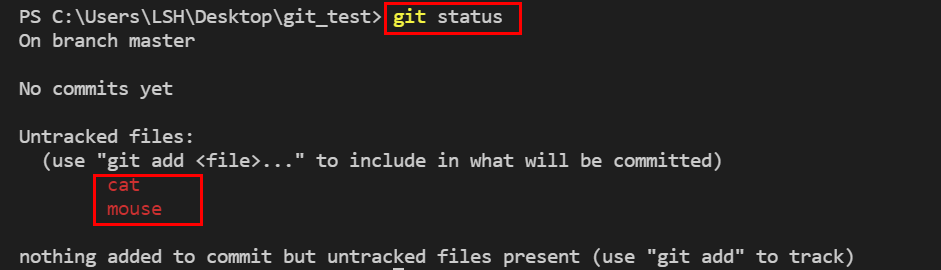 PS C:\Users\LSH\Desktop\git_test> git status
On branch master
No commits yet
Untracked files:
(use "git add <file>..." to include in what will be committed)
cat
mouse
nothing added to commit but untracked files present (use "git add" to track)